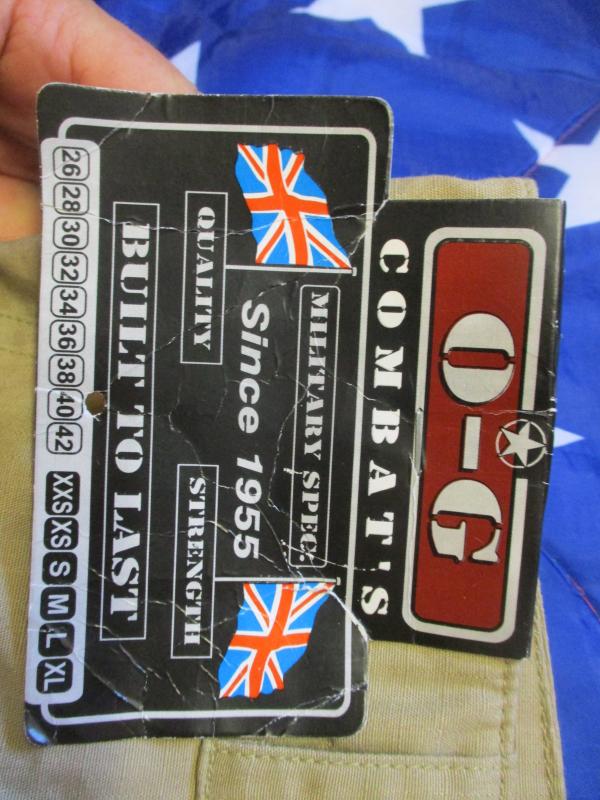 O-G
COMBAT'S
MILITARY SPEC:
Since 1955
QUALITY STRENGTH
BUILT TO LAST
26 28 30 32 34 36 38 40 42 XXS XS S M L XL